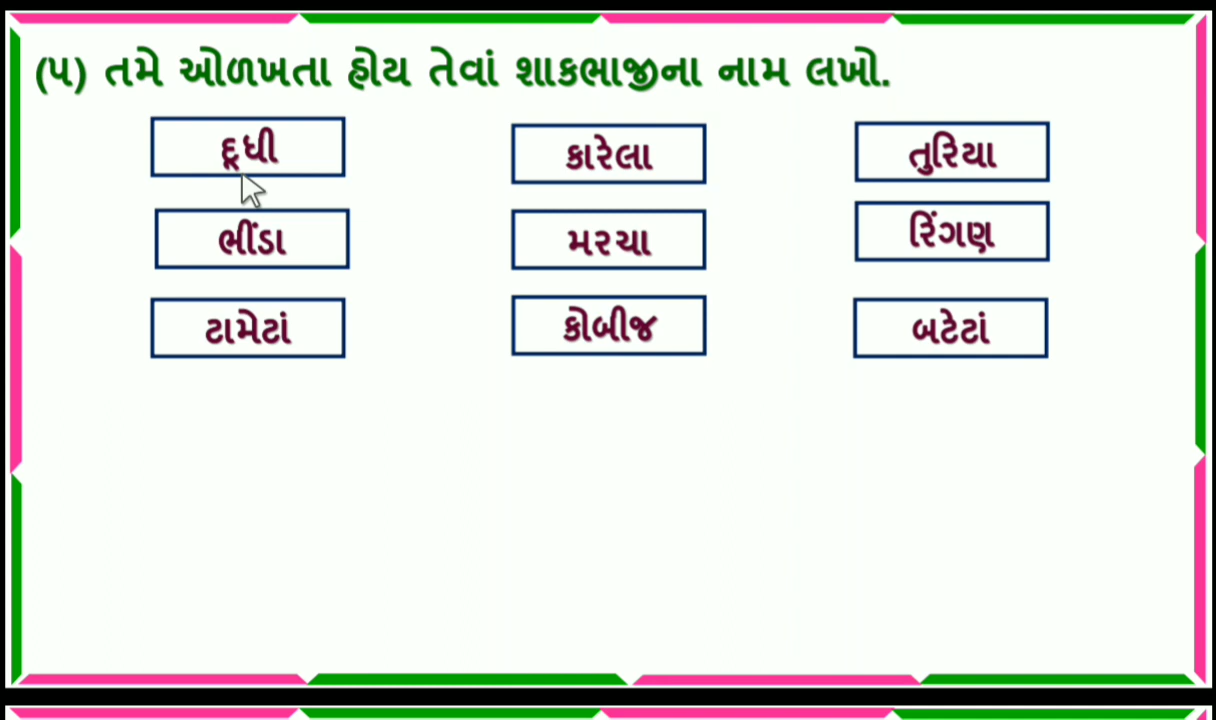 (૫) તમે ઓળખતા હોય તેવાં શાકભાજીના નામ લખો.
દૂધી કારેલા તુરિયા
ભીંડા મરચા રિંગણ
ટામેટાં કોબીજ બટેટાં